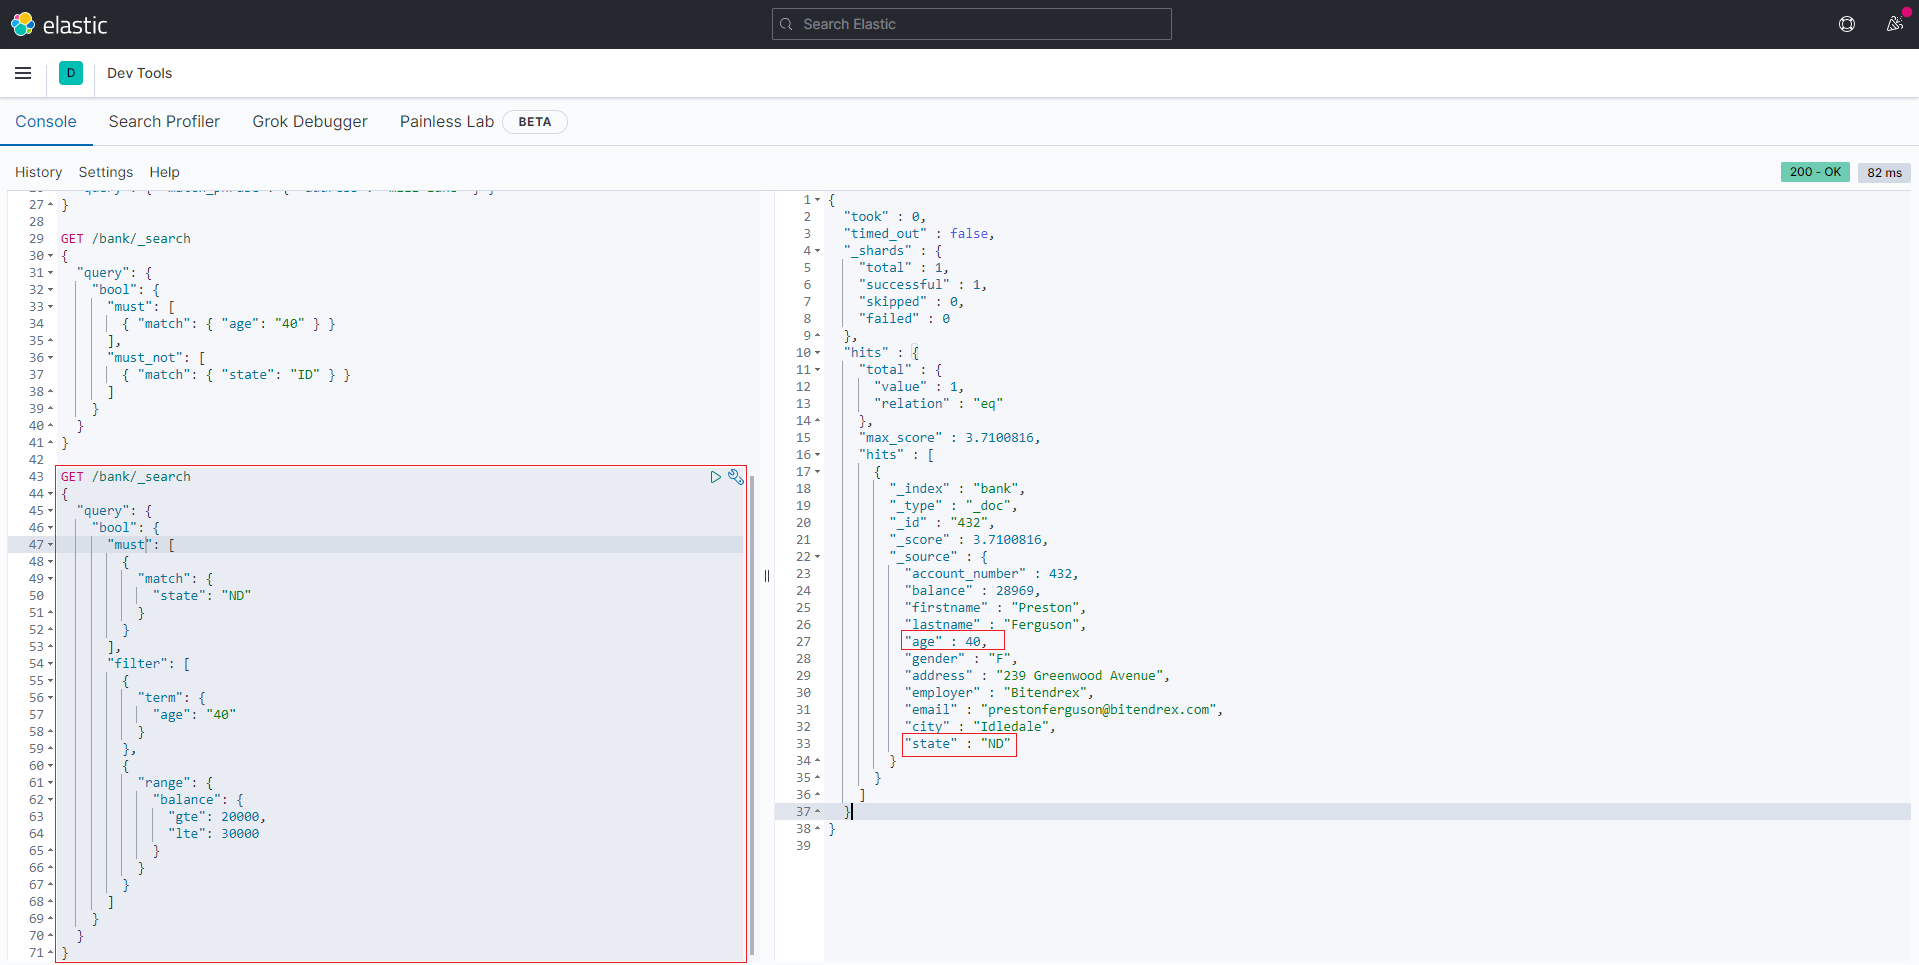 elastic
Search Elastic
D
Dev Tools
Console
Search Profiler
Grok Debugger
Painless Lab
BETA
History
Settings
Help
200 - OK
82 ms
27 }
28
29 GET /bank/_search
30 {
31 "query": {
32 "bool": {
33 "must": [
34 { "match": { "age": "40" } }
35 ],
36 "must_not": [
37 { "match": { "state": "ID" } }
38 ]
39 }
40 }
41 }
42
43 GET /bank/_search
44 {
45 "query": {
46 "bool": {
47 "must": [
48 {
49 "match": {
50 "state": "ND"
51 }
52 }
53 ],
54 "filter": [
55 {
56 "term": {
57 "age": "40"
58 }
59 },
60 {
61 "range": {
62 "balance": {
63 "gte": 20000,
64 "lte": 30000
65 }
66 }
67 }
68 ]
69 }
70 }
71 }
1 {
2 "took" : 0,
3 "timed_out" : false,
4 "_shards" : {
5 "total" : 1,
6 "successful" : 1,
7 "skipped" : 0,
8 "failed" : 0
9 },
10 "hits" : {
11 "total" : {
12 "value" : 1,
13 "relation" : "eq"
14 },
15 "max_score" : 3.7100816,
16 "hits" : [
17 {
18 "_index" : "bank",
19 "_type" : "_doc",
20 "_id" : "432",
21 "_score" : 3.7100816,
22 "_source" : {
23 "account_number" : 432,
24 "balance" : 28969,
25 "firstname" : "Preston",
26 "lastname" : "Ferguson",
27 "age" : 40,
28 "gender" : "F",
29 "address" : "239 Greenwood Avenue",
30 "employer" : "Bitendrex",
31 "email" : "prestonferguson@bitendrex.com",
32 "city" : "Idledale",
33 "state" : "ND"
34 }
35 }
36 ]
37 }
38 }
39